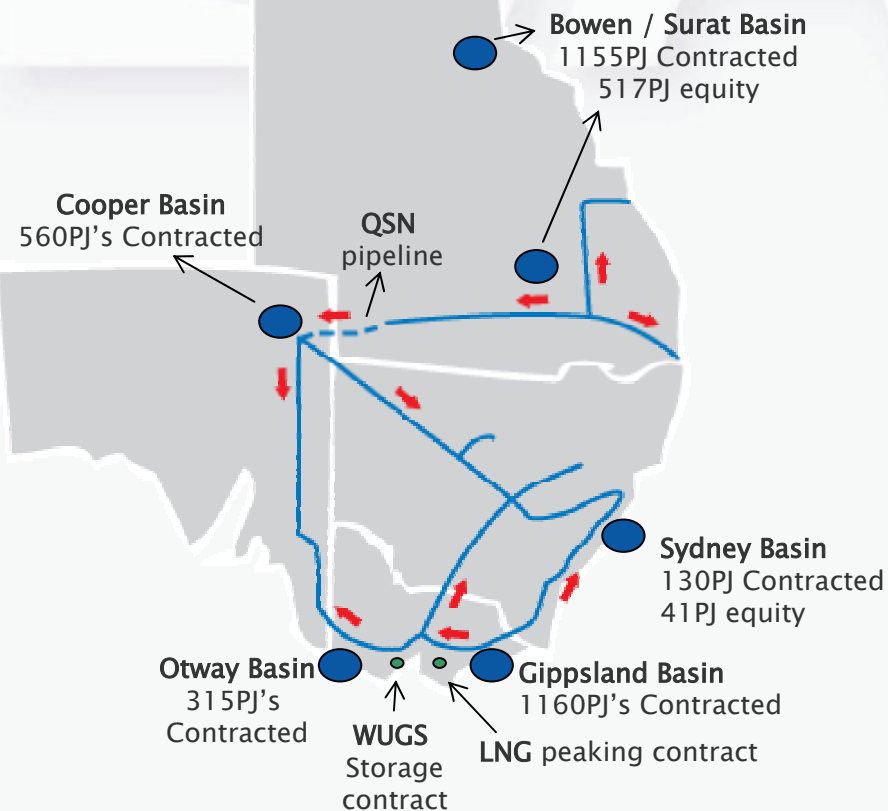 Bowen / Surat Basin
1155PJ Contracted
517PJ equity
Cooper Basin
560PJ's Contracted
QSN
pipeline
Sydney Basin
130PJ Contracted
41PJ equity
Otway Basin
315PJ's
Contracted
Gippsland Basin
1160PJ's Contracted
WUGS
Storage
contract
LNG peaking contract